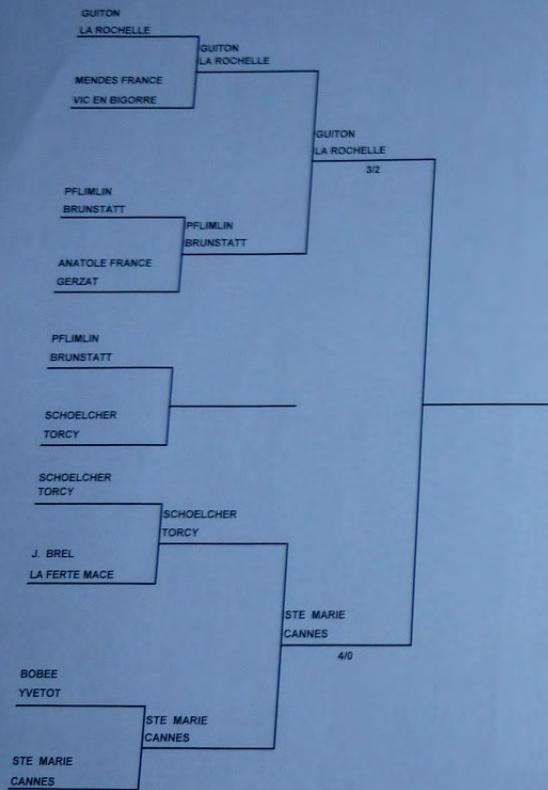 GUITON
LA ROCHELLE
GUITON
LA ROCHELLE
MENDES FRANCE
VIC EN BIGORRE
GUITON
LA ROCHELLE
3/2
PFLIMLIN
BRUNSTATT
PFLIMLIN
BRUNSTATT
ANATOLE FRANCE
GERZAT
PFLIMLIN
BRUNSTATT
SCHOELCHER
TORCY
SCHOELCHER
TORCY
SCHOELCHER
TORCY
J. BREL
LA FERTE MACE
STE MARIE
CANNES
4/0
BOBEE
YVETOT
STE MARIE
CANNES
STE MARIE
CANNES